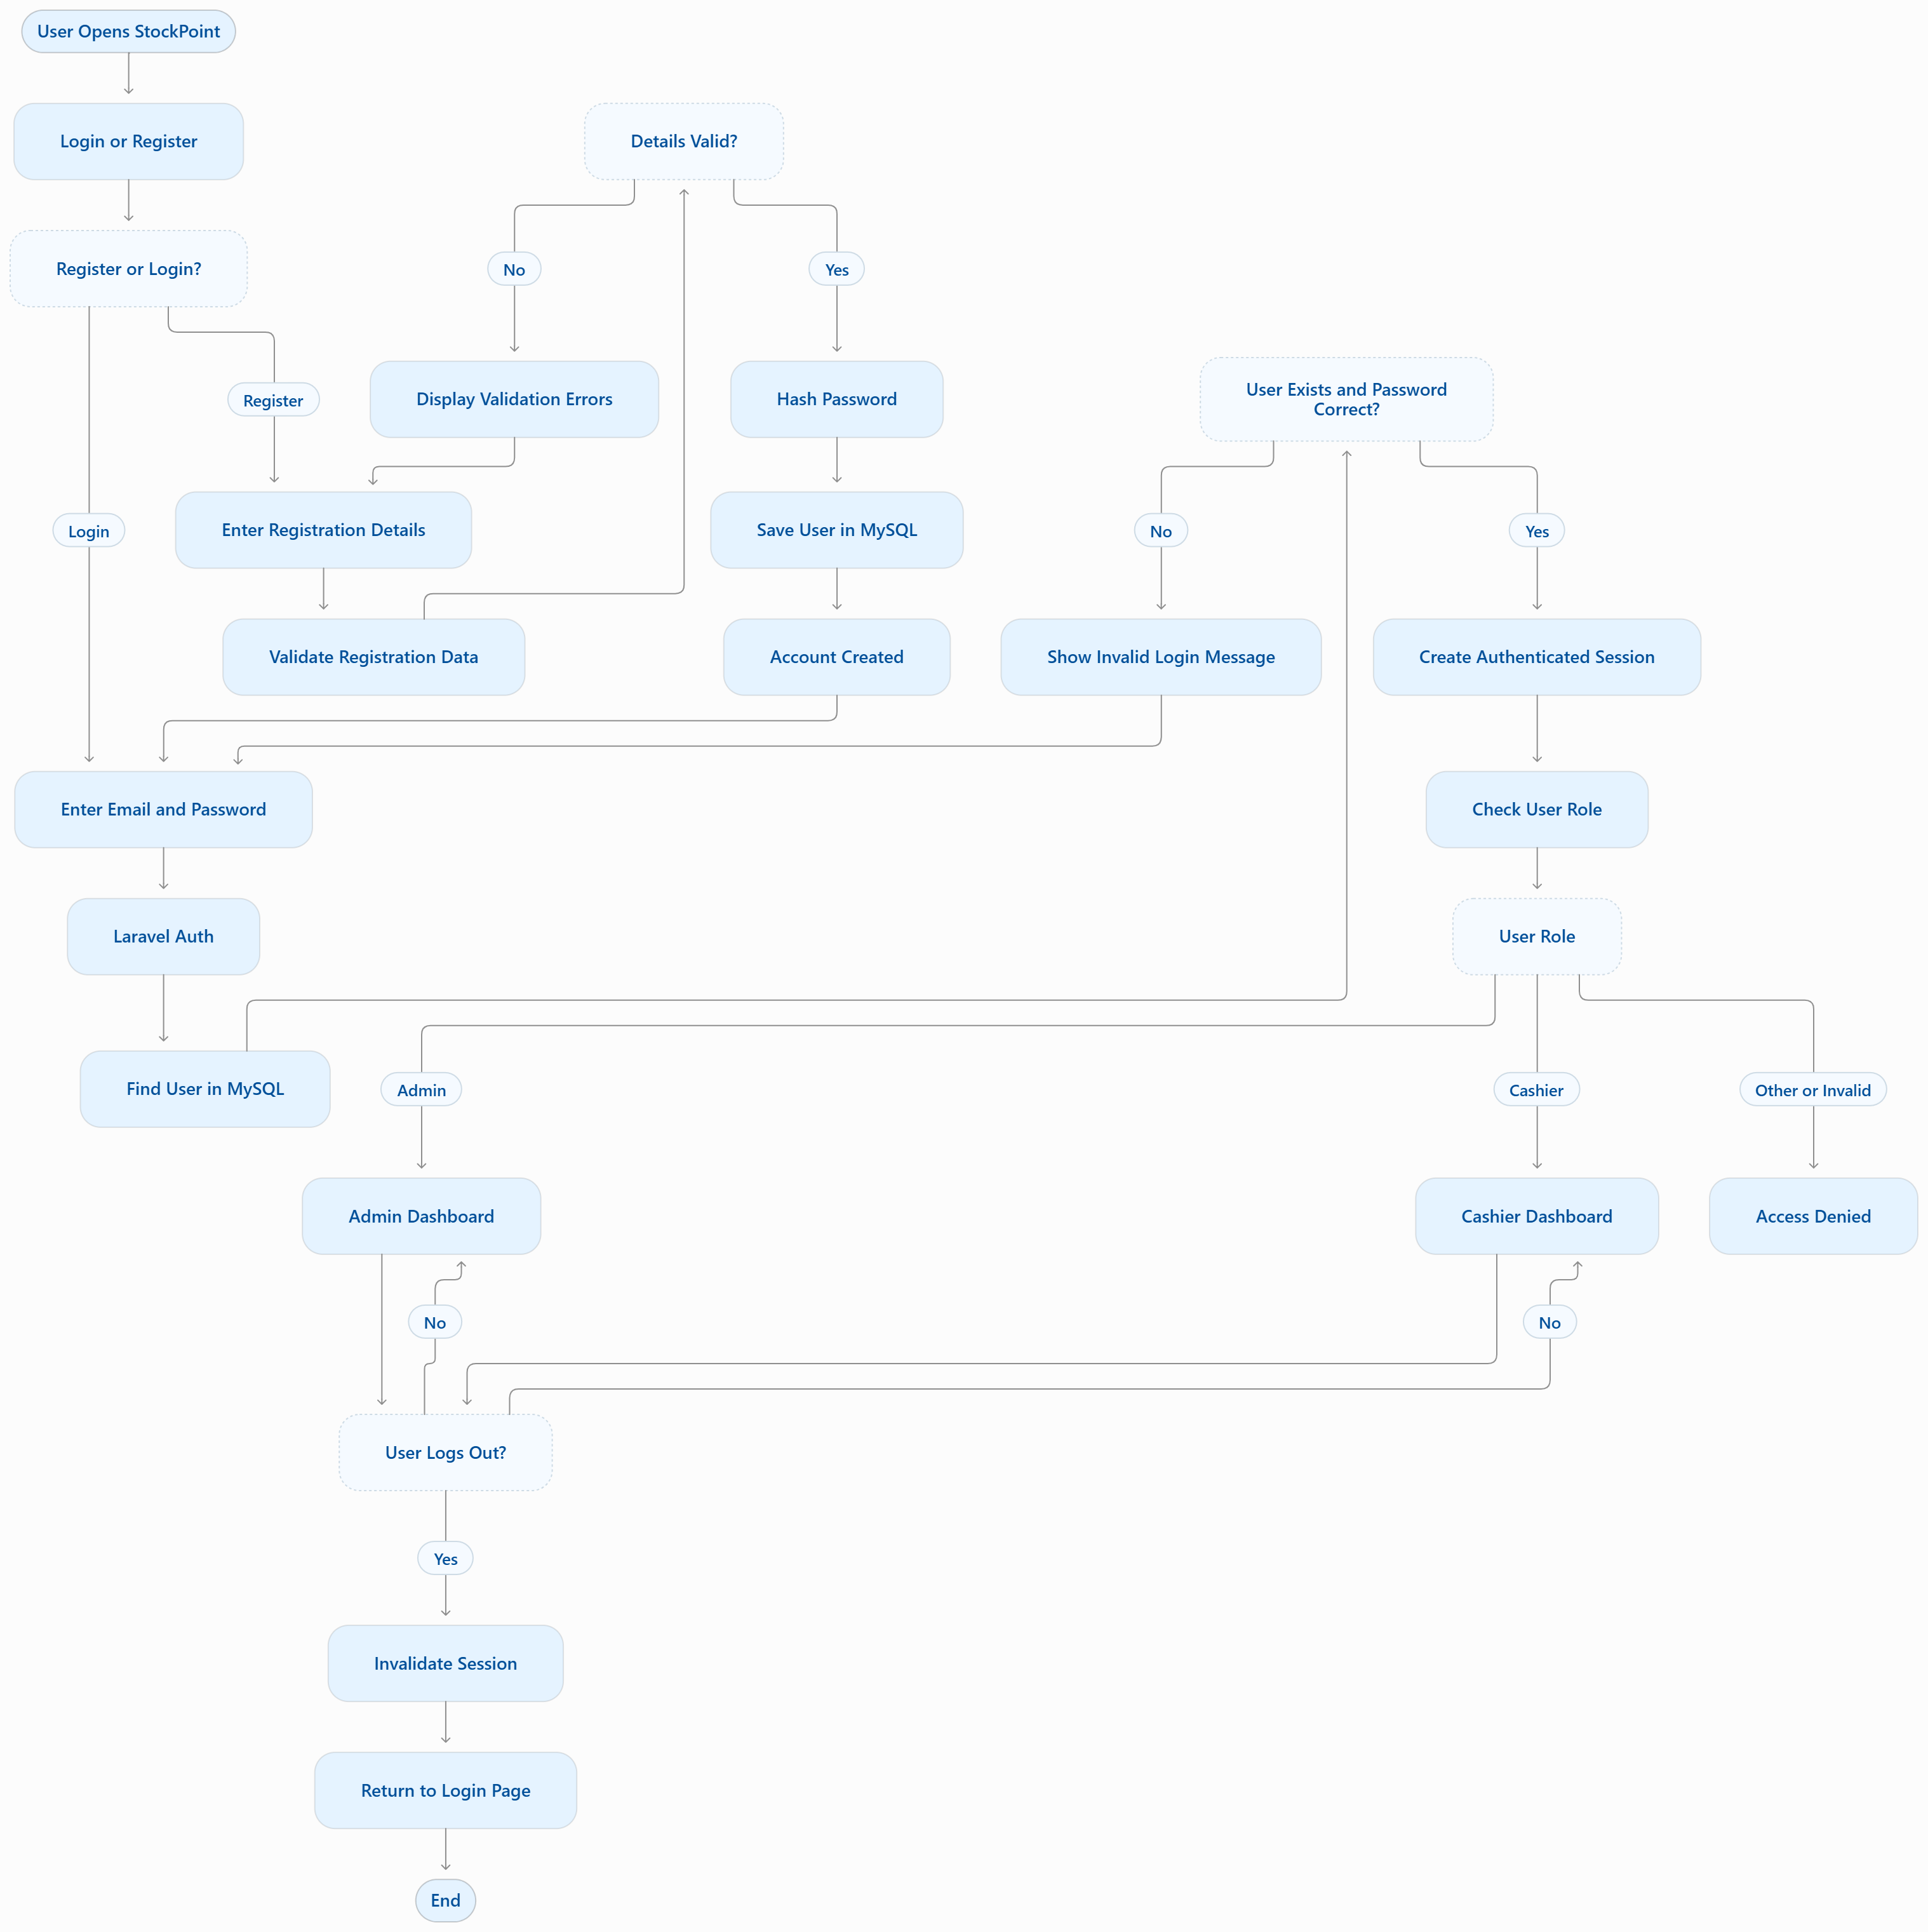 User Opens StockPoint
Login or Register
Details Valid?
Register or Login?
No
Yes
Register
Display Validation Errors
Hash Password
User Exists and Password
Correct?
Login
Enter Registration Details
Save User in MySQL
No
Yes
Validate Registration Data
Account Created
Show Invalid Login Message
Create Authenticated Session
Enter Email and Password
Check User Role
Laravel Auth
User Role
Find User in MySQL
Admin
Cashier
Other or Invalid
Admin Dashboard
Cashier Dashboard
Access Denied
No
No
User Logs Out?
Yes
Invalidate Session
Return to Login Page
End